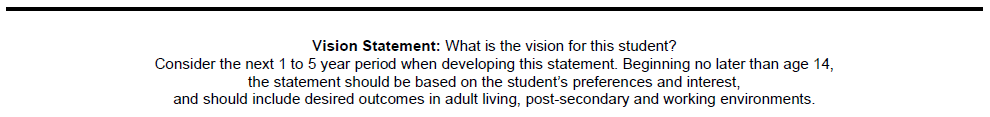 Vision Statement: What is the vision for this student?
Consider the next 1 to 5 year period when developing this statement. Beginning no later than age 14,
the statement should be based on the student’s preferences and interest,
and should include desired outcomes in adult living, post-secondary and working environments.